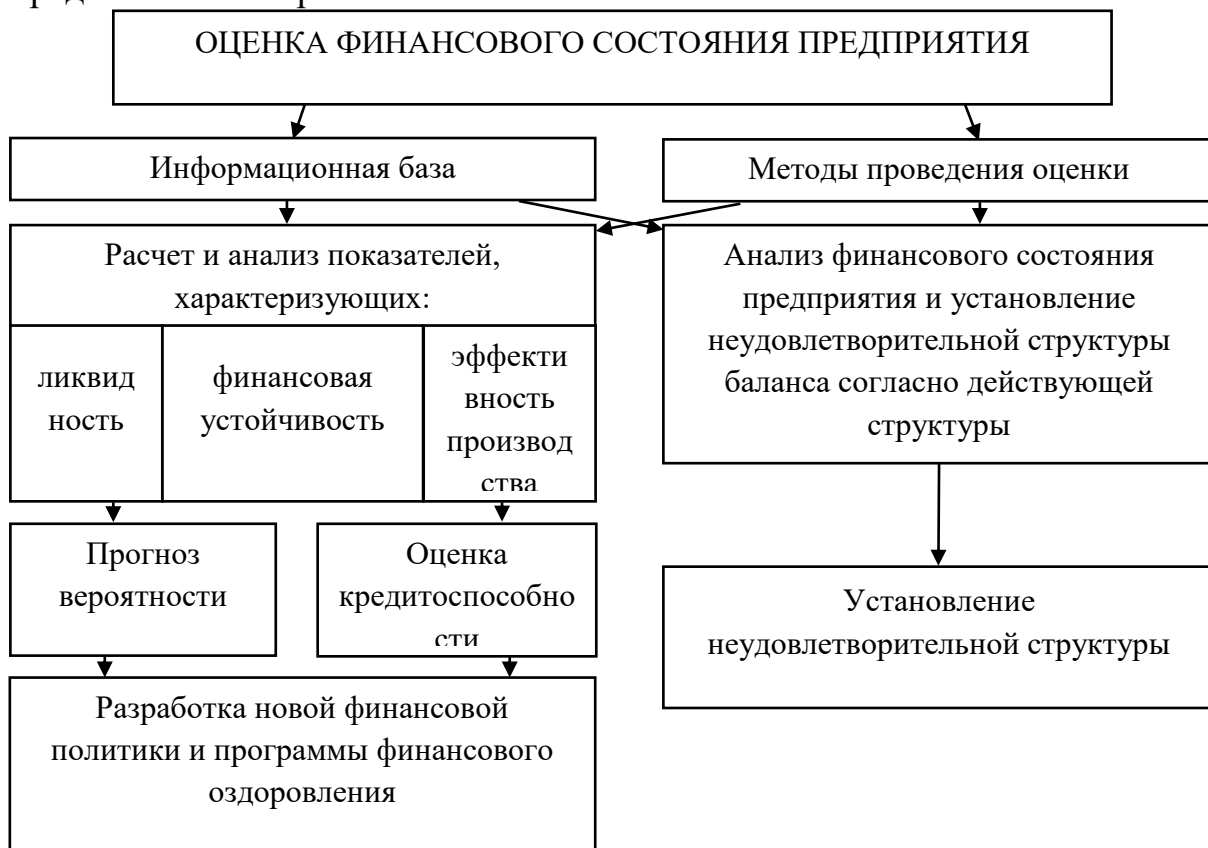 ОЦЕНКА ФИНАНСОВОГО СОСТОЯНИЯ ПРЕДПРИЯТИЯ
Информационная база
Методы проведения оценки
Расчет и анализ показателей,
характеризующих:
ликвид
ность
финансовая
устойчивость
эффекти
вность
производ
ства
Анализ финансового состояния
предприятия и установление
неудовлетворительной структуры
баланса согласно действующей
структуры
Прогноз
вероятности
Оценка
кредитоспособно
сти
Установление
неудовлетворительной структуры
Разработка новой финансовой
политики и программы финансового
оздоровления